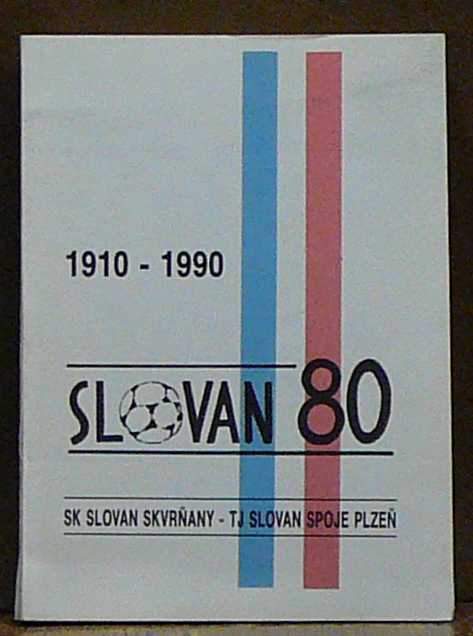 1910 - 1990
SLOVAN 80
SK SLOVAN SKVRŇANY - TJ SLOVAN SPOJE PLZEŇ